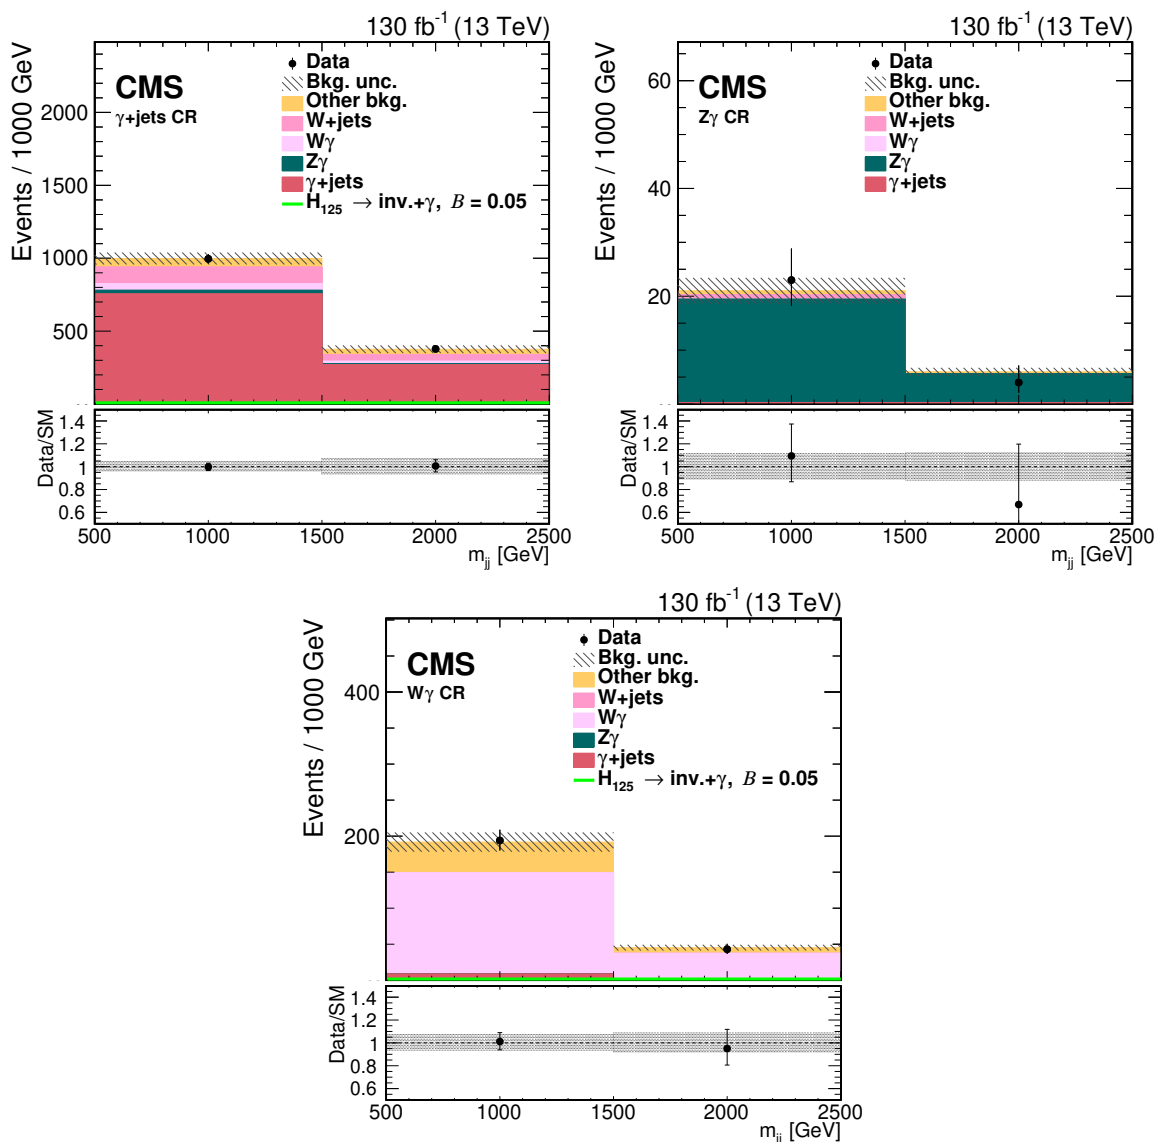 130 fb⁻¹ (13 TeV)
Events / 1000 GeV
CMS
γ+jets CR
Data
Bkg. unc.
Other bkg.
W+jets
Wγ
Zγ
γ+jets
H₁₂₅ → inv.+γ, B = 0.05
2500
1500
1000
500
Data/SM
1.4
1.2
1
0.8
0.6
500 1000 1500 2000 2500
m_jj [GeV]
130 fb⁻¹ (13 TeV)
Events / 1000 GeV
CMS
Zγ CR
Data
Bkg. unc.
Other bkg.
W+jets
Wγ
Zγ
γ+jets
60
40
20
Data/SM
1.4
1.2
1
0.8
0.6
500 1000 1500 2000 2500
m_jj [GeV]
130 fb⁻¹ (13 TeV)
Events / 1000 GeV
CMS
Wγ CR
Data
Bkg. unc.
Other bkg.
W+jets
Wγ
Zγ
γ+jets
H₁₂₅ → inv.+γ, B = 0.05
400
200
Data/SM
1.4
1.2
1
0.8
0.6
500 1000 1500 2000 2500
m_jj [GeV]